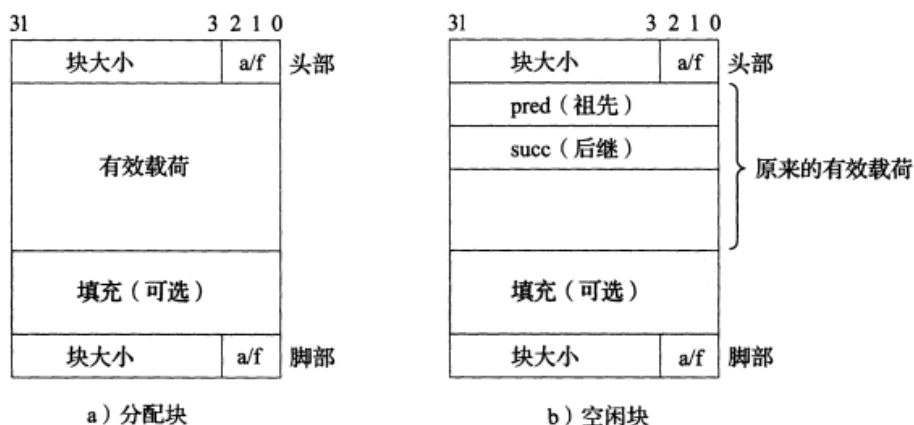 31 3 2 1 0
块大小 a/f 头部
有效载荷
填充（可选）
块大小 a/f 脚部
a）分配块
31 3 2 1 0
块大小 a/f 头部
pred（祖先）
succ（后继）
原来的有效载荷
填充（可选）
块大小 a/f 脚部
b）空闲块